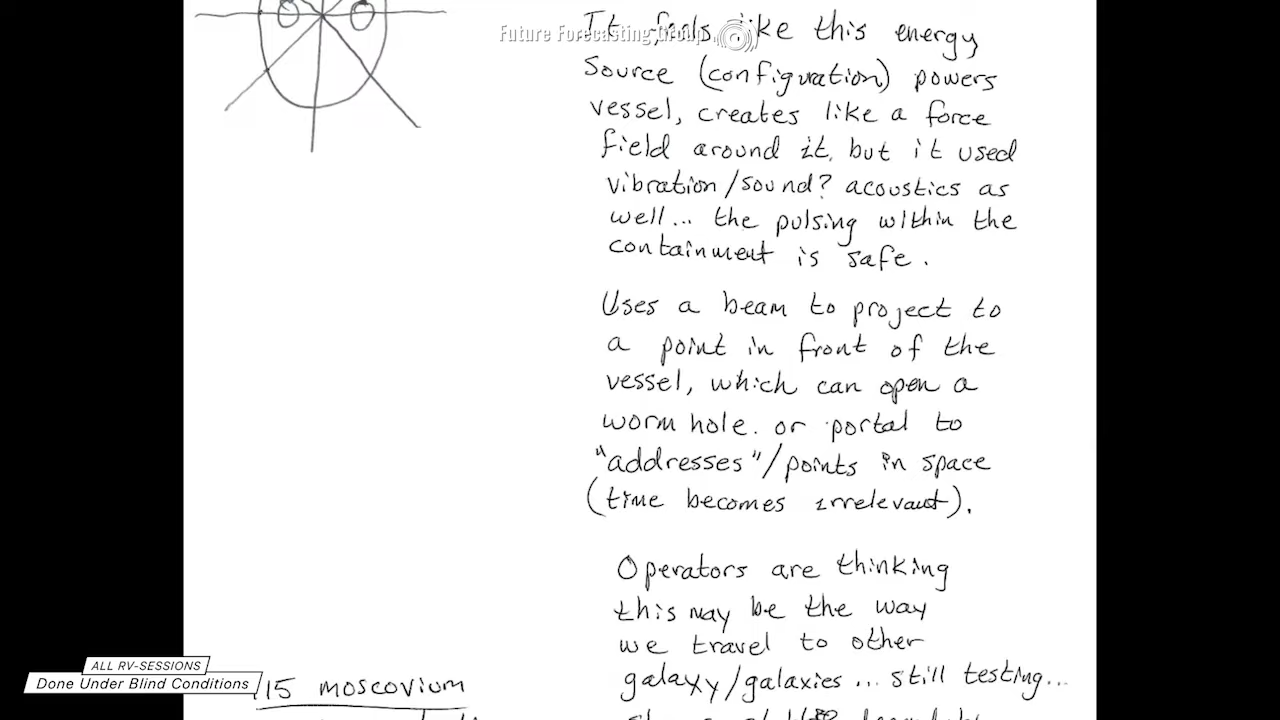 Future Forecasting Group
It feels like this energy
source (configuration) powers
vessel, creates like a force
field around it, but it used
vibration/sound? acoustics as
well... the pulsing within the
containment is safe.
Uses a beam to project to
a point in front of the
vessel, which can open a
worm hole. or portal to
"addresses"/points in space
(time becomes irrelevant).
Operators are thinking
this may be the way
we travel to other
galaxy/galaxies... still testing...
ALL RV-SESSIONS
Done Under Blind Conditions
115 moscovium